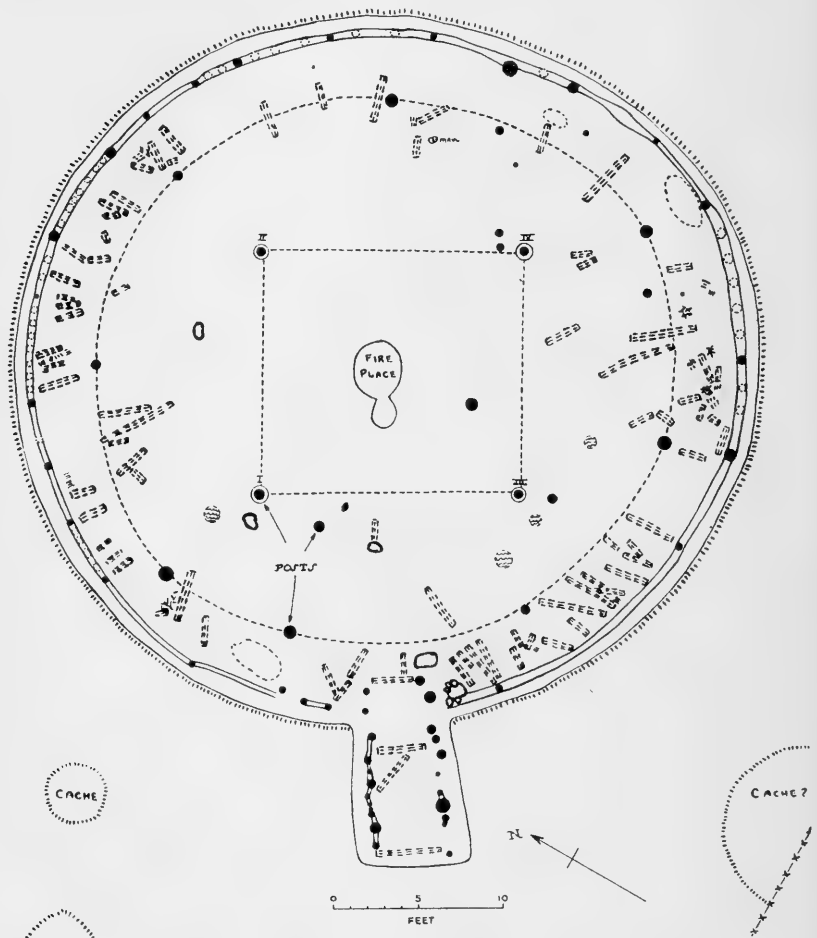 II
IV
FIRE
PLACE
I
III
POSTS
CACHE
CACHE?
N
0 5 10
FEET